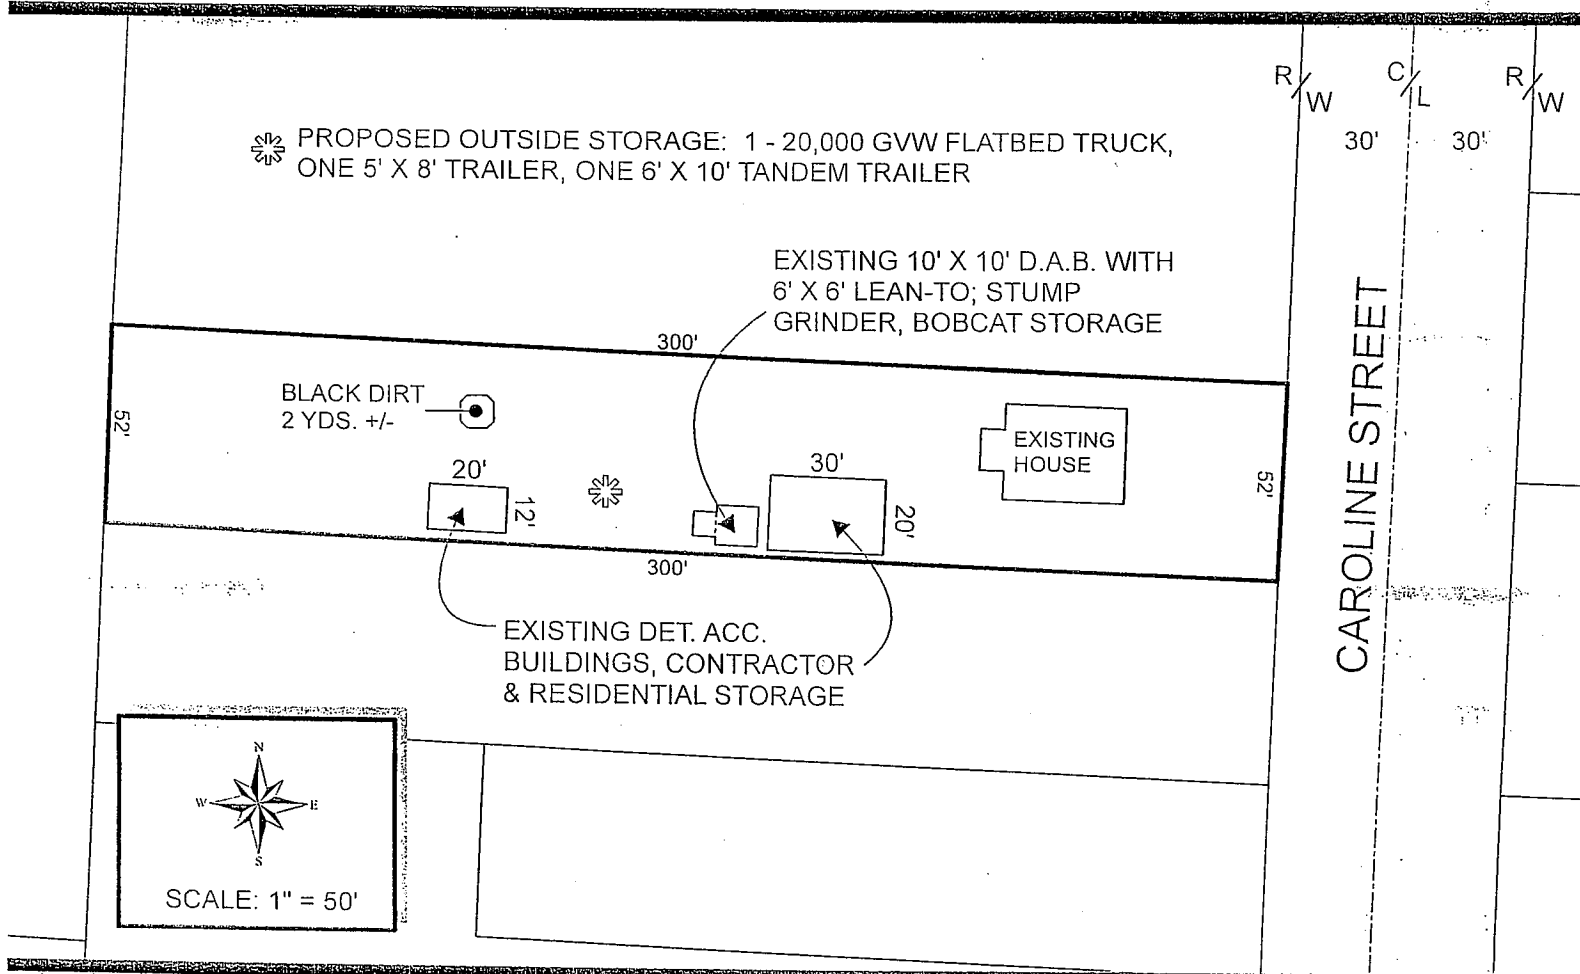 R/W
C/L
R/W
30'
30'
PROPOSED OUTSIDE STORAGE: 1 - 20,000 GVW FLATBED TRUCK,
ONE 5' X 8' TRAILER, ONE 6' X 10' TANDEM TRAILER
EXISTING 10' X 10' D.A.B. WITH
6' X 6' LEAN-TO; STUMP
GRINDER, BOBCAT STORAGE
300'
BLACK DIRT
2 YDS. +/-
52'
20'
12'
30'
20'
EXISTING
HOUSE
52'
300'
CAROLINE STREET
EXISTING DET. ACC.
BUILDINGS, CONTRACTOR
& RESIDENTIAL STORAGE
N
W
E
S
SCALE: 1" = 50'